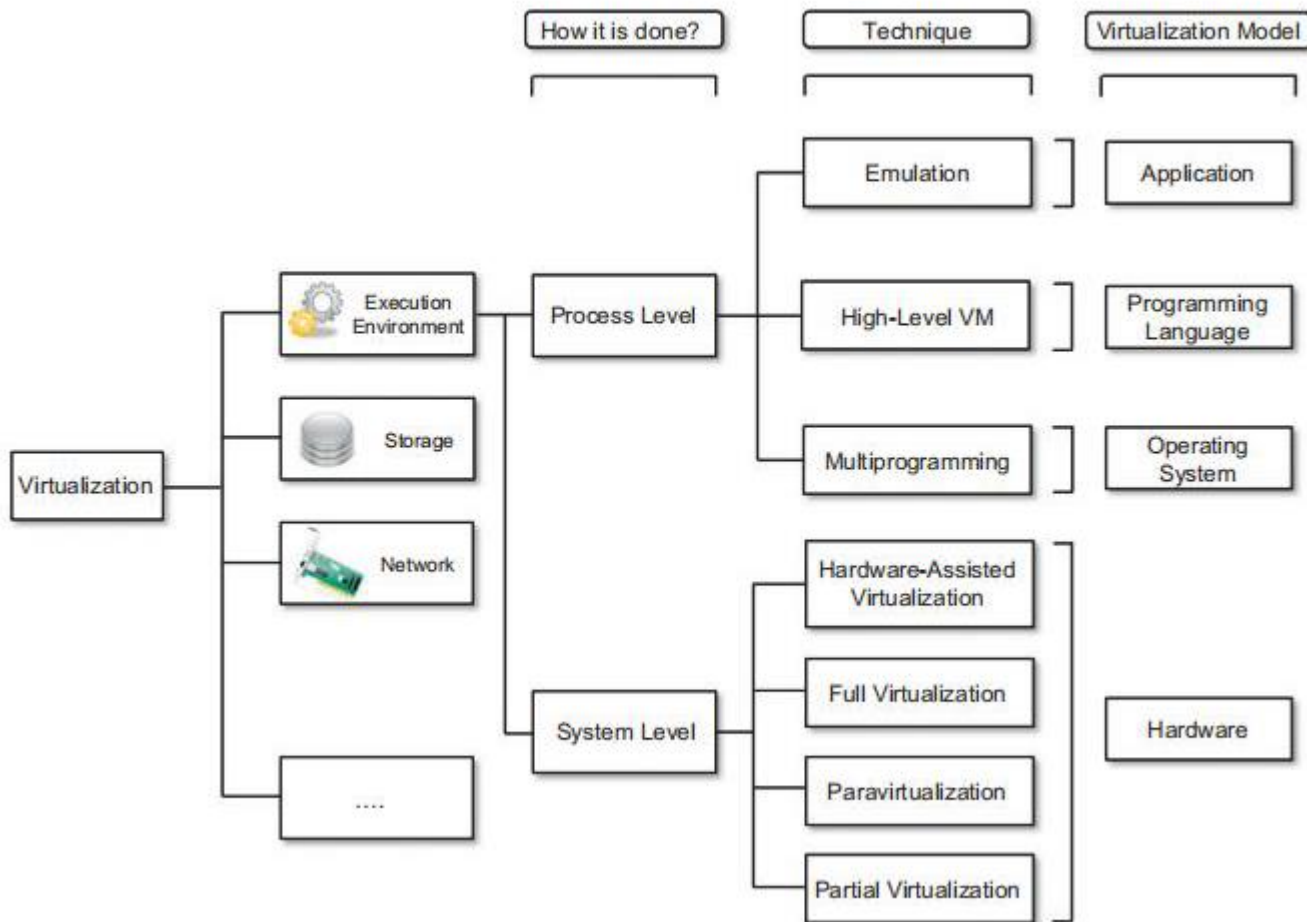 How it is done?
Technique
Virtualization Model
Emulation
Application
Execution
Environment
Process Level
High-Level VM
Programming
Language
Storage
Multiprogramming
Operating
System
Virtualization
Network
Hardware-Assisted
Virtualization
Full Virtualization
System Level
Hardware
Paravirtualization
....
Partial Virtualization